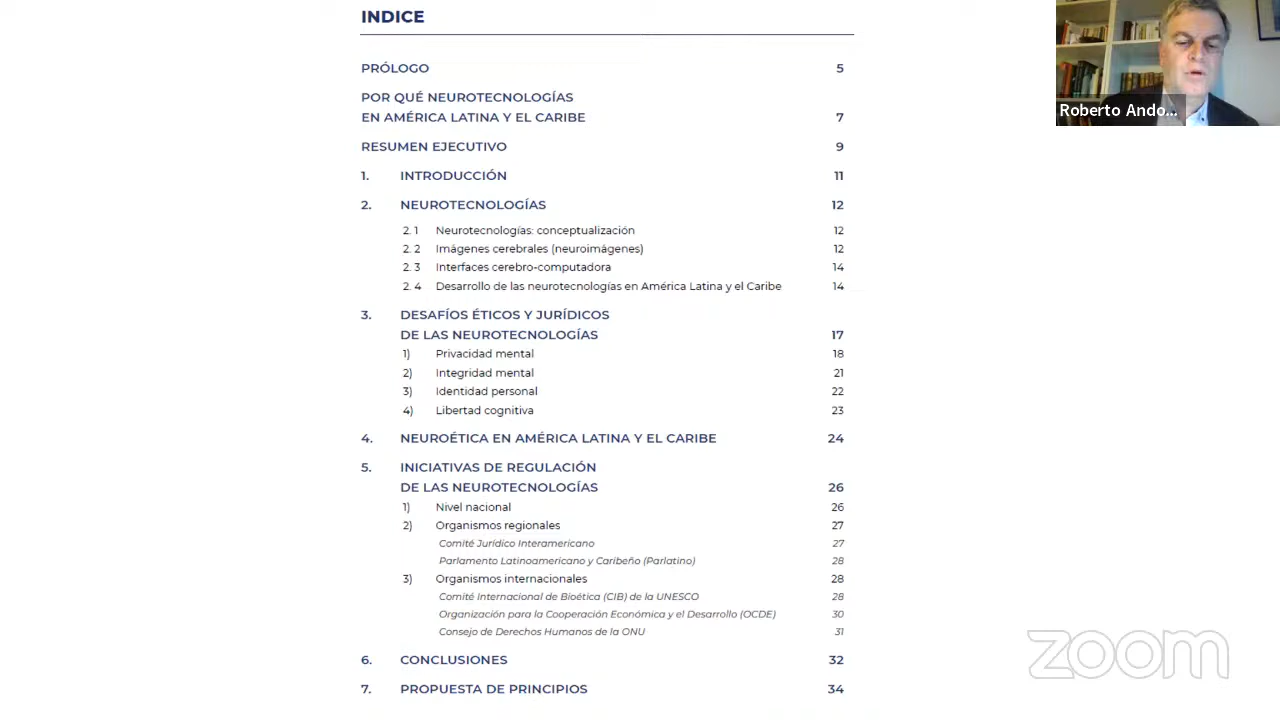 INDICE
PRÓLOGO 5
POR QUÉ NEUROTECNOLOGÍAS
EN AMÉRICA LATINA Y EL CARIBE 7
RESUMEN EJECUTIVO 9
1. INTRODUCCIÓN 11
2. NEUROTECNOLOGÍAS 12
2. 1 Neurotecnologías: conceptualización 12
2. 2 Imágenes cerebrales (neuroimágenes) 12
2. 3 Interfaces cerebro-computadora 14
2. 4 Desarrollo de las neurotecnologías en América Latina y el Caribe 14
3. DESAFÍOS ÉTICOS Y JURÍDICOS
DE LAS NEUROTECNOLOGÍAS 17
1) Privacidad mental 18
2) Integridad mental 21
3) Identidad personal 22
4) Libertad cognitiva 23
4. NEUROÉTICA EN AMÉRICA LATINA Y EL CARIBE 24
5. INICIATIVAS DE REGULACIÓN
DE LAS NEUROTECNOLOGÍAS 26
1) Nivel nacional 26
2) Organismos regionales 27
Comité Jurídico Interamericano 27
Parlamento Latinoamericano y Caribeño (Parlatino) 28
3) Organismos internacionales 28
Comité Internacional de Bioética (CIB) de la UNESCO 28
Organización para la Cooperación Económica y el Desarrollo (OCDE) 30
Consejo de Derechos Humanos de la ONU 31
6. CONCLUSIONES 32
7. PROPUESTA DE PRINCIPIOS 34
Roberto Ando...
zoom